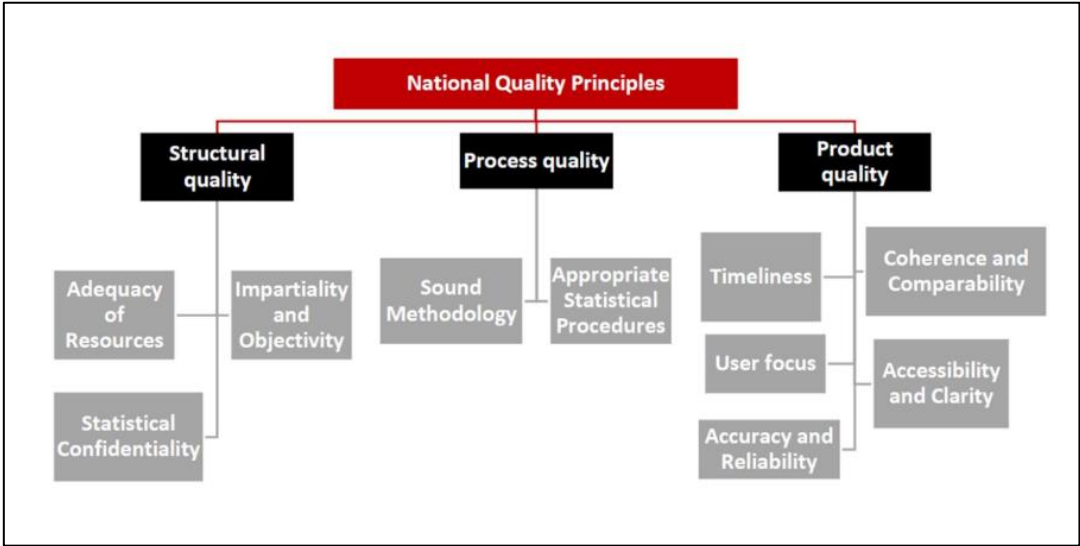 National Quality Principles
Structural
quality
Process quality
Product
quality
Adequacy
of
Resources
Impartiality
and
Objectivity
Statistical
Confidentiality
Sound
Methodology
Appropriate
Statistical
Procedures
Timeliness
Coherence and
Comparability
User focus
Accessibility
and Clarity
Accuracy and
Reliability